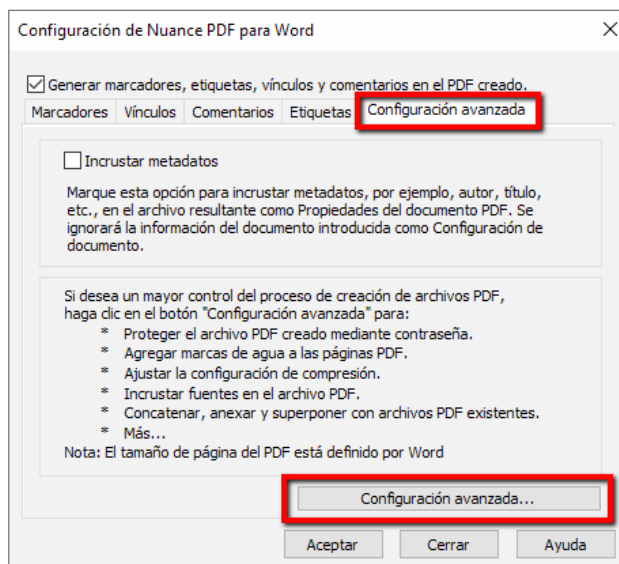 Configuración de Nuance PDF para Word
Generar marcadores, etiquetas, vínculos y comentarios en el PDF creado.
Marcadores Vínculos Comentarios Etiquetas Configuración avanzada
Incrustar metadatos
Marque esta opción para incrustar metadatos, por ejemplo, autor, título,
etc., en el archivo resultante como Propiedades del documento PDF. Se
ignorará la información del documento introducida como Configuración de
documento.
Si desea un mayor control del proceso de creación de archivos PDF,
haga clic en el botón "Configuración avanzada" para:
* Proteger el archivo PDF creado mediante contraseña.
* Agregar marcas de agua a las páginas PDF.
* Ajustar la configuración de compresión.
* Incrustar fuentes en el archivo PDF.
* Concatenar, anexar y superponer con archivos PDF existentes.
* Más...
Nota: El tamaño de página del PDF está definido por Word
Configuración avanzada...
Aceptar Cerrar Ayuda